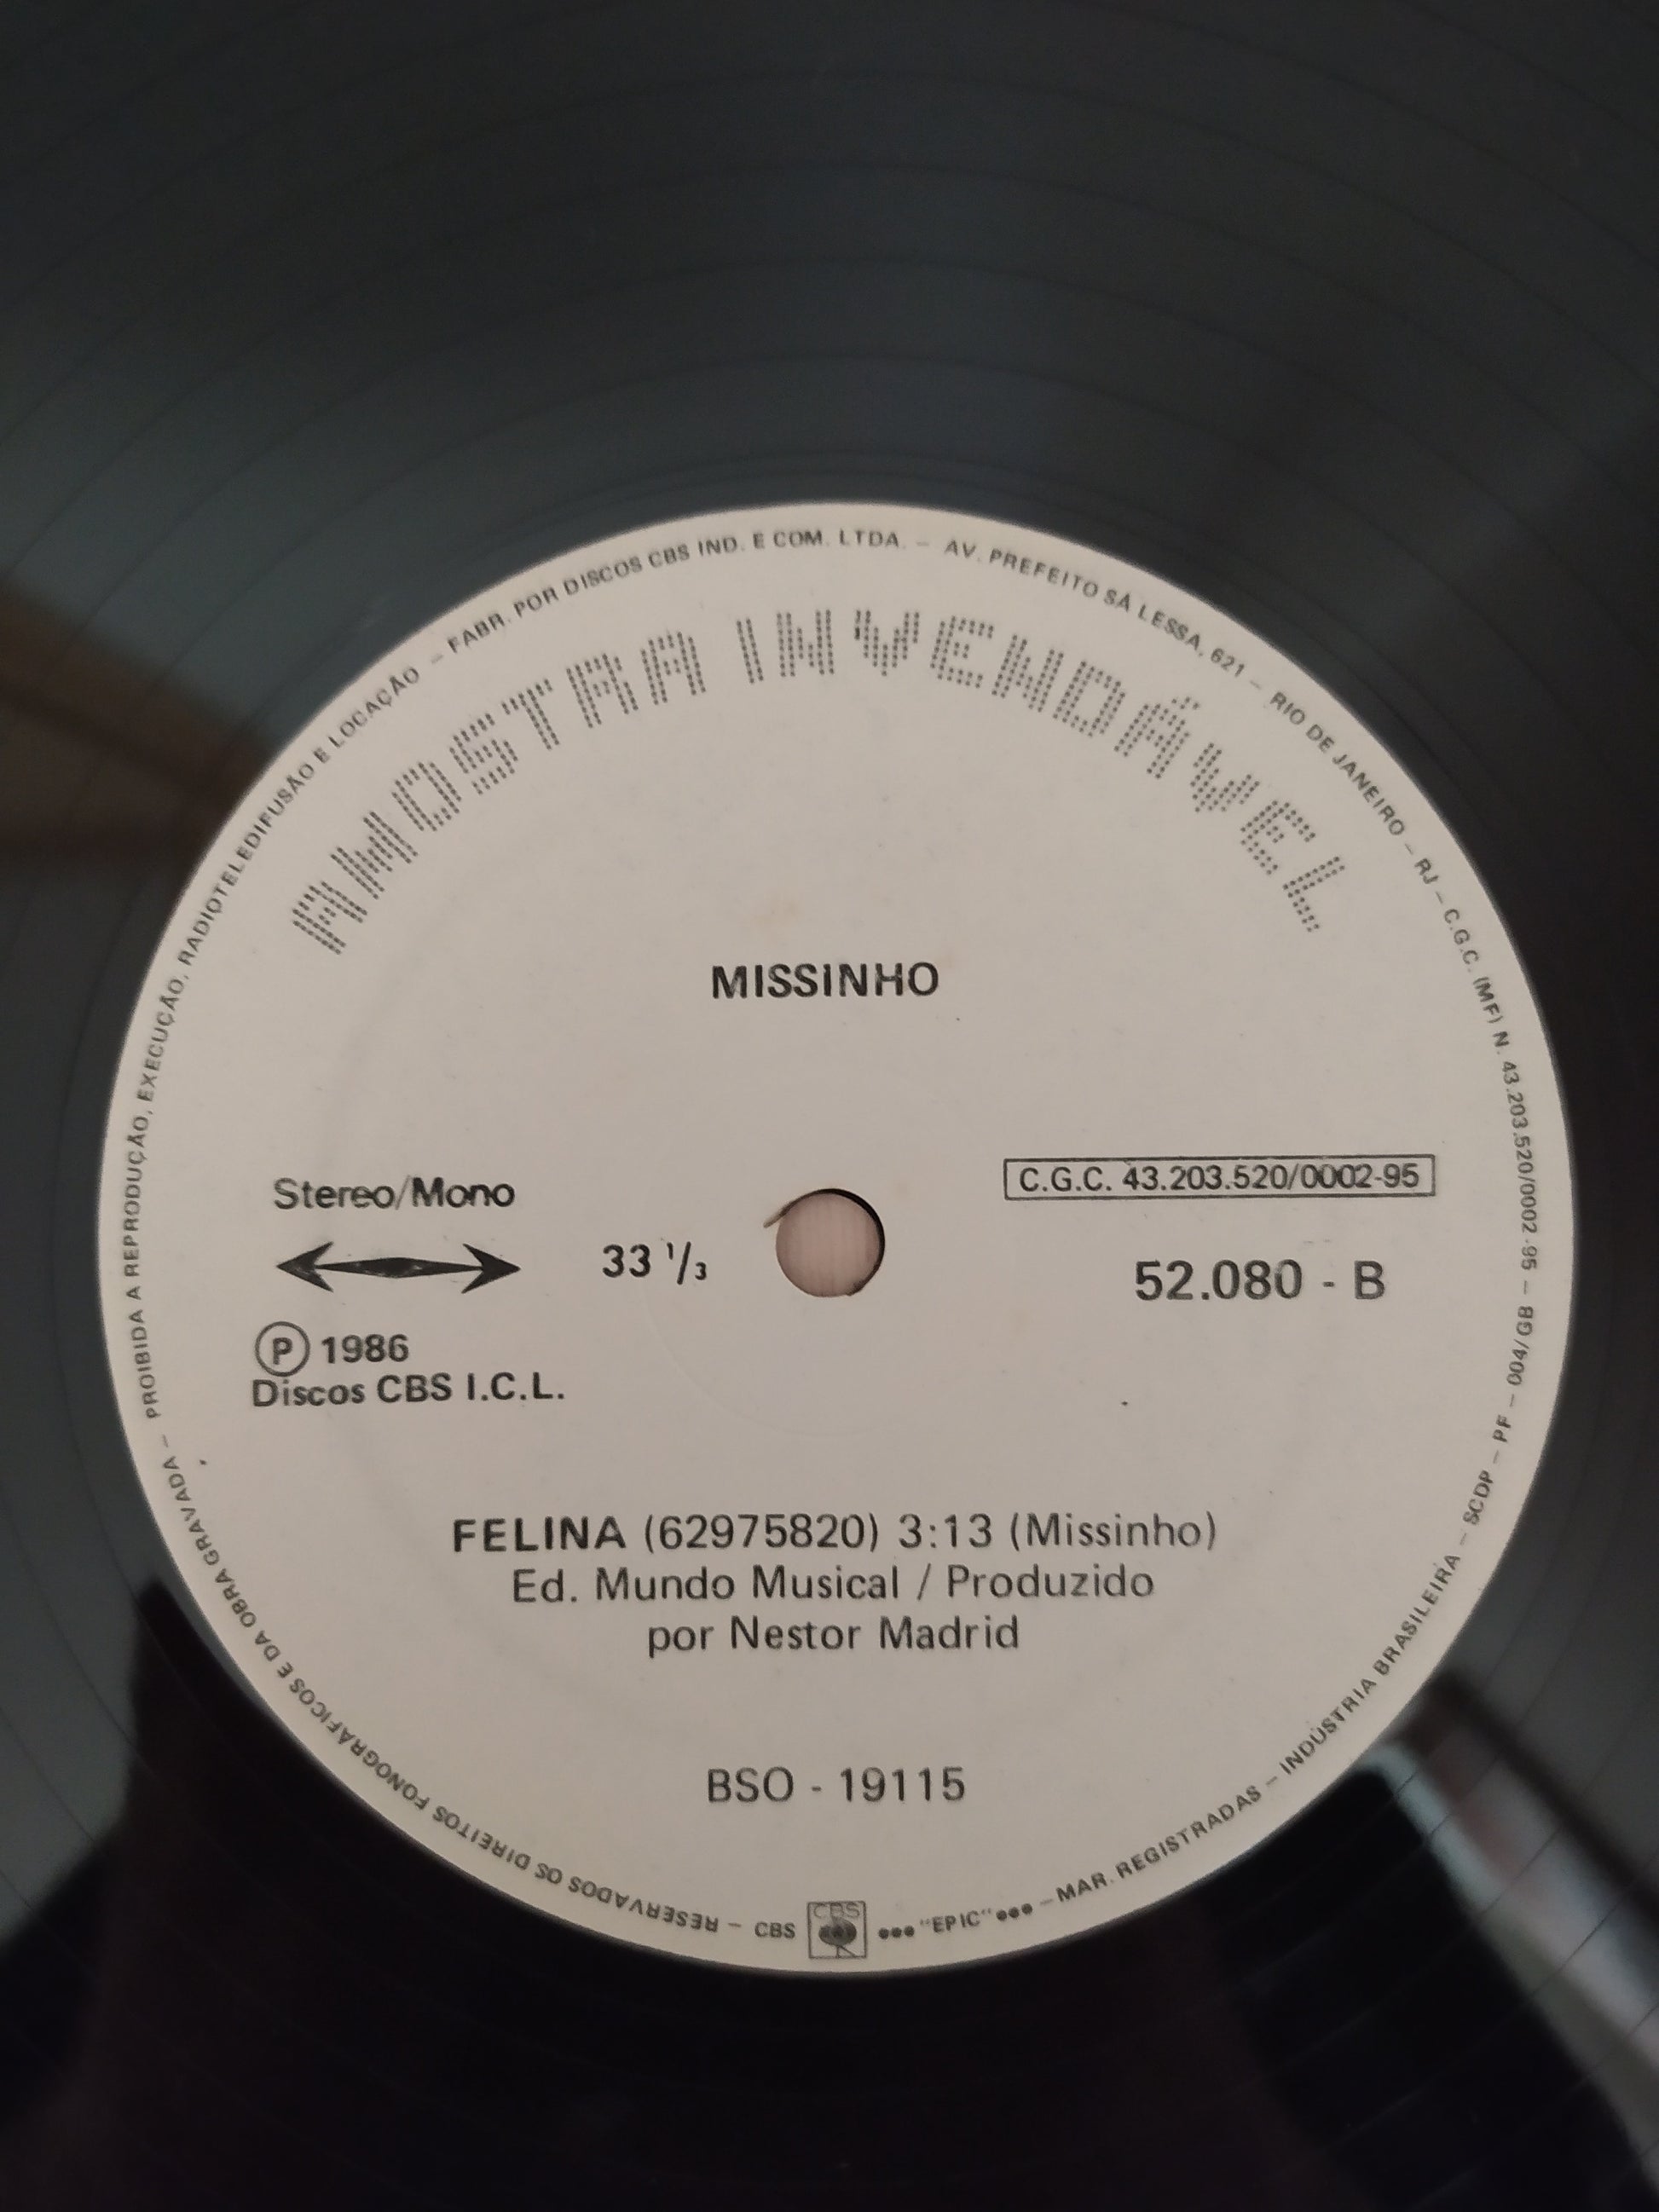 AMOSTRA INVENDÁVEL
MISSINHO
Stereo/Mono
33 1/3
C.G.C. 43.203.520/0002-95
52.080 - B
Ⓟ 1986
Discos CBS I.C.L.
FELINA (62975820) 3:13 (Missinho)
Ed. Mundo Musical / Produzido
por Nestor Madrid
BSO - 19115
CBS
CBS ●●● "EPIC" ●●● – MAR. REGISTRADAS – INDÚSTRIA BRASILEIRA – SCDP – PF – 004/GB –
RESERVADOS OS DIREITOS FONOGRÁFICOS E DA OBRA GRAVADA – PROIBIDA A REPRODUÇÃO, EXECUÇÃO, RADIOTELEDIFUSÃO E LOCAÇÃO – FABR. POR DISCOS CBS IND. E COM. LTDA. – AV. PREFEITO SÁ LESSA, 621 – RIO DE JANEIRO – RJ – C.G.C. (MF) N. 43.203.520/0002-95